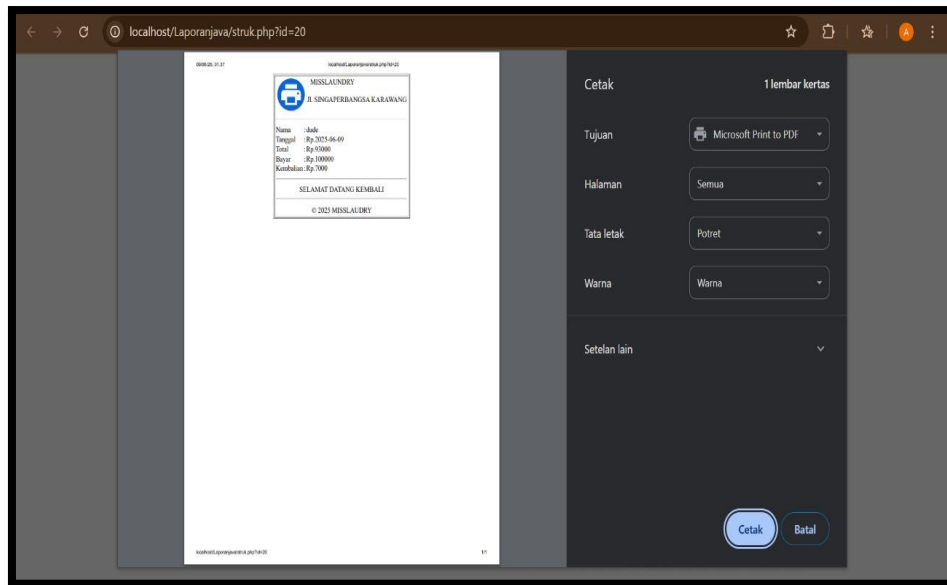 localhost/Laporanjava/struk.php?id=20
A
MISSLAUNDRY
Jl. SINGAPERBANGSA KARAWANG
Nama :dude
Tanggal :Rp.2025-06-09
Total :Rp.93000
Bayar :Rp.100000
Kembalian:Rp.7000
SELAMAT DATANG KEMBALI
© 2025 MISSLAUDRY
1/1
Cetak 1 lembar kertas
Tujuan Microsoft Print to PDF
Halaman Semua
Tata letak Potret
Warna Warna
Setelan lain
Cetak Batal